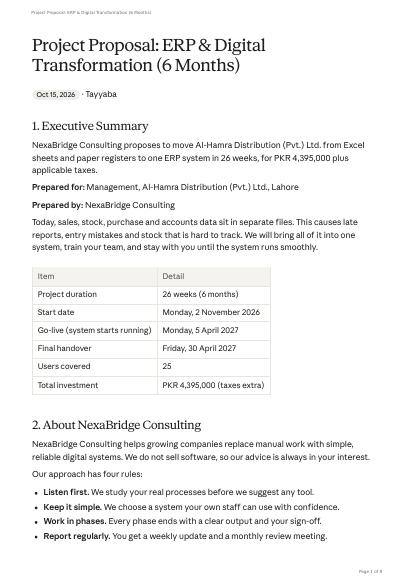 Project Proposal: ERP & Digital Transformation (6 Months)
Project Proposal: ERP & Digital
Transformation (6 Months)
Oct 15, 2026 · Tayyaba
1. Executive Summary
NexaBridge Consulting proposes to move Al-Hamra Distribution (Pvt.) Ltd. from Excel
sheets and paper registers to one ERP system in 26 weeks, for PKR 4,395,000 plus
applicable taxes.
Prepared for: Management, Al-Hamra Distribution (Pvt.) Ltd., Lahore
Prepared by: NexaBridge Consulting
Today, sales, stock, purchase and accounts data sit in separate files. This causes late
reports, entry mistakes and stock that is hard to track. We will bring all of it into one
system, train your team, and stay with you until the system runs smoothly.
Item Detail
Project duration 26 weeks (6 months)
Start date Monday, 2 November 2026
Go-live (system starts running) Monday, 5 April 2027
Final handover Friday, 30 April 2027
Users covered 25
Total investment PKR 4,395,000 (taxes extra)
2. About NexaBridge Consulting
NexaBridge Consulting helps growing companies replace manual work with simple,
reliable digital systems. We do not sell software, so our advice is always in your interest.
Our approach has four rules:
• Listen first. We study your real processes before we suggest any tool.
• Keep it simple. We choose a system your own staff can use with confidence.
• Work in phases. Every phase ends with a clear output and your sign-off.
• Report regularly. You get a weekly update and a monthly review meeting.